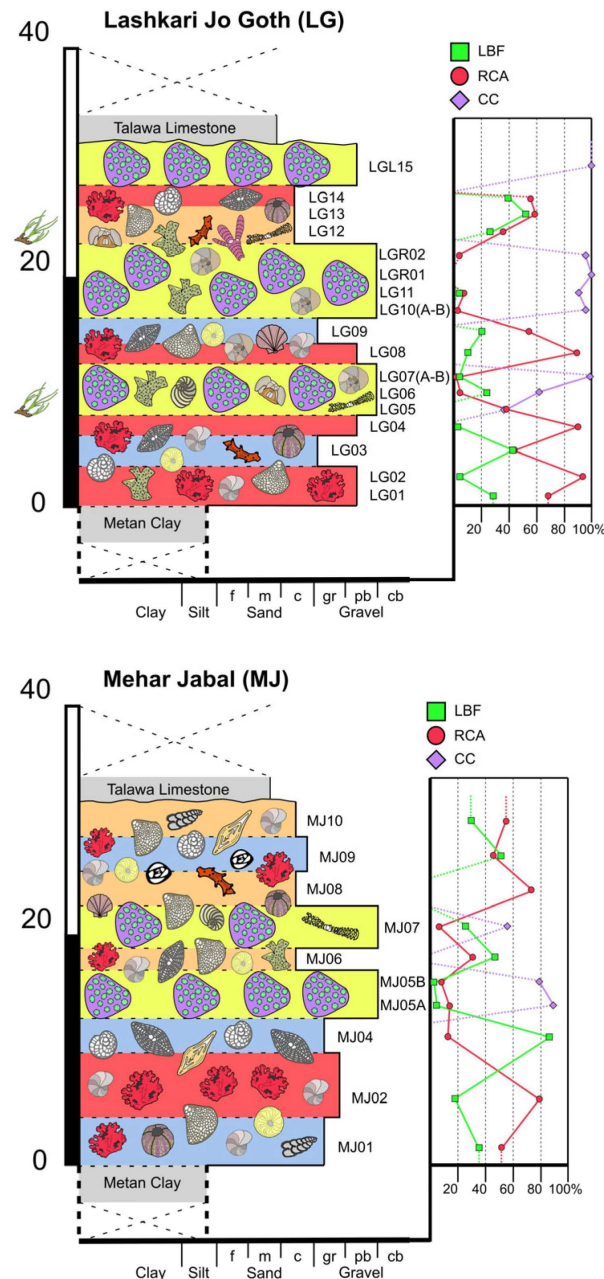 Lashkari Jo Goth (LG)
40
LBF
RCA
CC
Talawa Limestone
LGL15
LG14
LG13
LG12
LGR02
20
LGR01
LG11
LG10(A-B)
LG09
LG08
LG07(A-B)
LG06
LG05
LG04
LG03
LG02
0
LG01
20 40 60 80 100%
Metan Clay
f m c gr pb cb
Clay Silt Sand Gravel
Mehar Jabal (MJ)
40
LBF
RCA
CC
Talawa Limestone
MJ10
MJ09
MJ08
20
MJ07
MJ06
MJ05B
MJ05A
MJ04
MJ02
MJ01
0
20 40 60 80 100%
Metan Clay
f m c gr pb cb
Clay Silt Sand Gravel